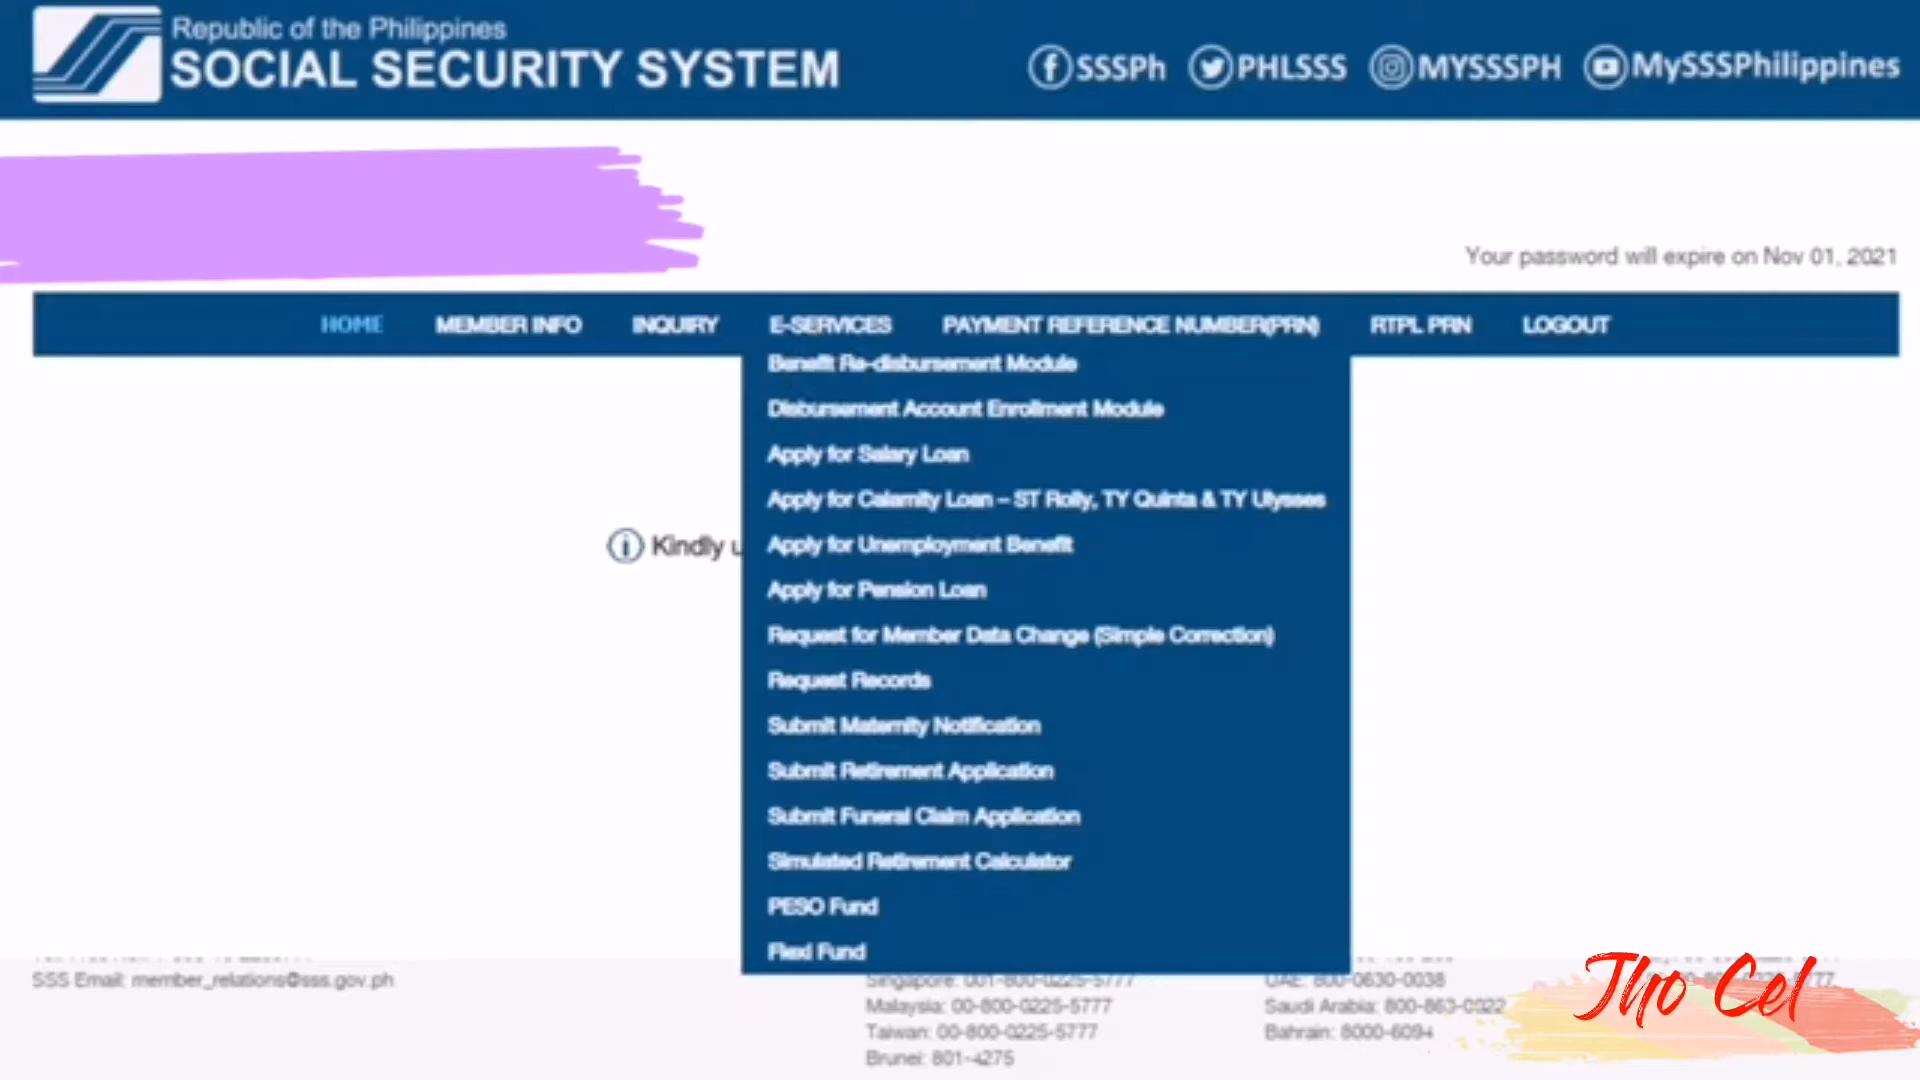 Republic of the Philippines
SOCIAL SECURITY SYSTEM
SSSPh
PHLSSS
MYSSSPH
MySSSPhilippines
Your password will expire on Nov 01, 2021
HOME
MEMBER INFO
INQUIRY
E-SERVICES
PAYMENT REFERENCE NUMBER(PRN)
RTPL PRN
LOGOUT
Benefit Re-disbursement Module
Disbursement Account Enrollment Module
Apply for Salary Loan
Apply for Calamity Loan – ST Rolly, TY Quinta & TY Ulysses
Kindly
Apply for Unemployment Benefit
Apply for Pension Loan
Request for Member Data Change (Simple Correction)
Request Records
Submit Maternity Notification
Submit Retirement Application
Submit Funeral Claim Application
Simulated Retirement Calculator
PESO Fund
Flexi Fund
SSS Email: member_relations@sss.gov.ph
Singapore: 001-800-0225-5777
Malaysia: 00-800-0225-5777
Taiwan: 00-800-0225-5777
Brunei: 801-4275
UAE: 800-0630-0038
Saudi Arabia: 800-863-0022
Bahrain: 8000-6094
Jho Cel